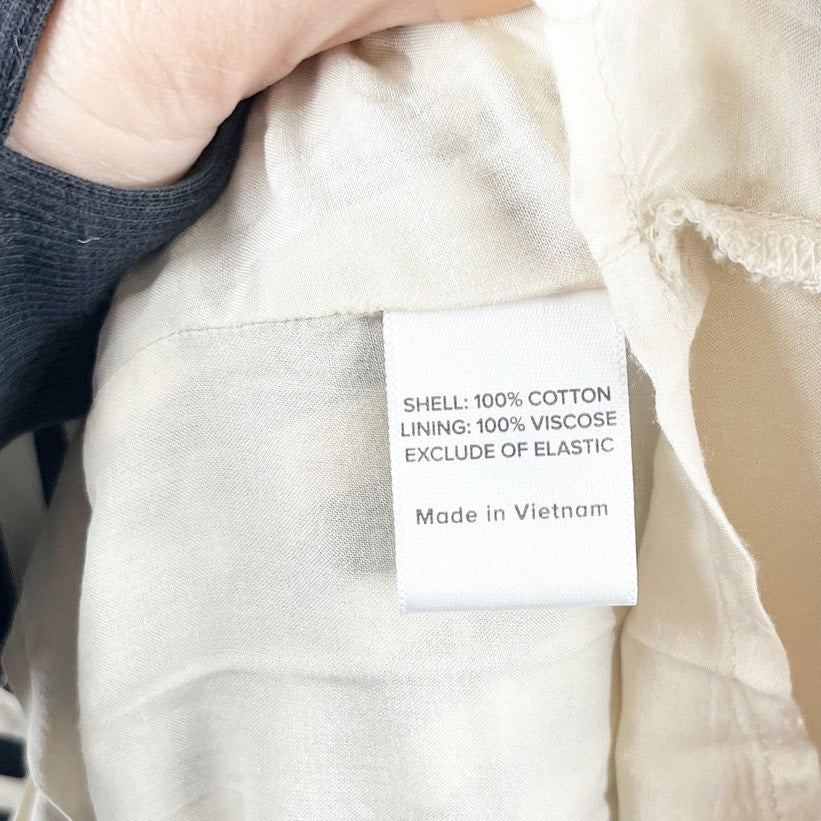 SHELL: 100% COTTON
LINING: 100% VISCOSE
EXCLUDE OF ELASTIC
Made in Vietnam